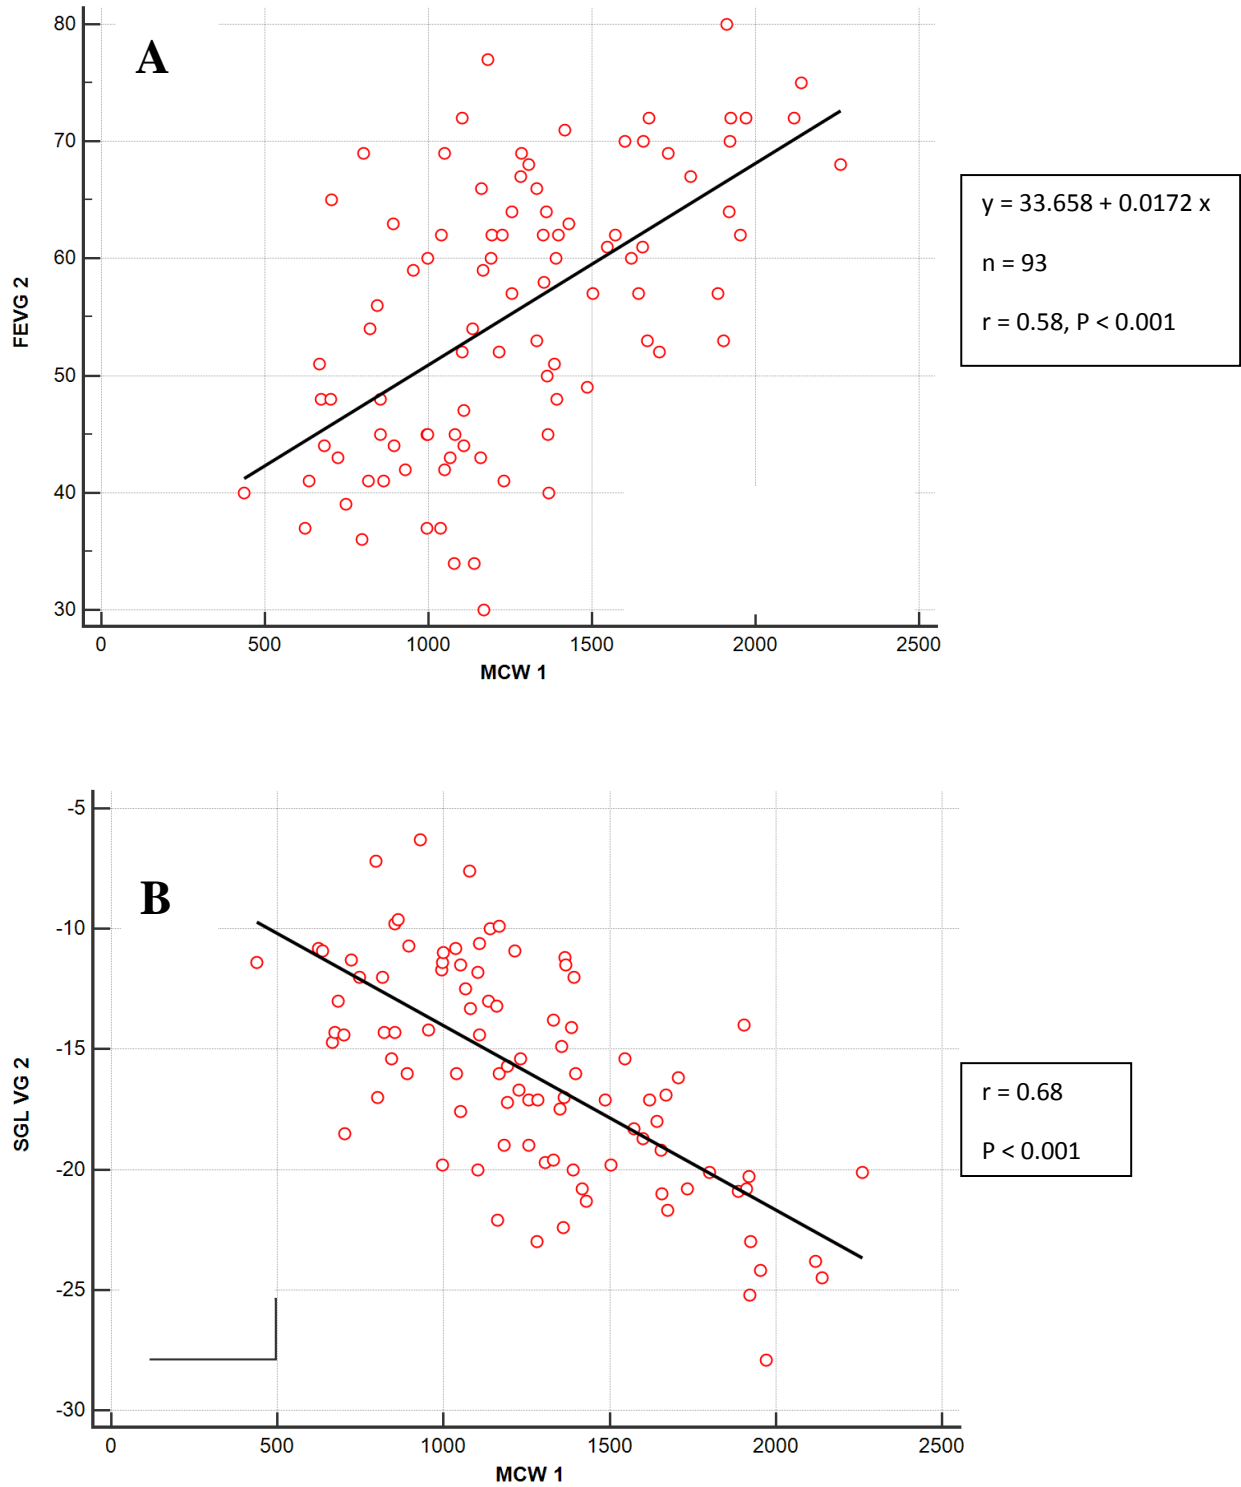 A
80
70
60
50
40
30
FEVG 2
0 500 1000 1500 2000 2500
MCW 1
y = 33.658 + 0.0172 x
n = 93
r = 0.58, P < 0.001
B
-5
-10
-15
-20
-25
-30
SGL VG 2
0 500 1000 1500 2000 2500
MCW 1
r = 0.68
P < 0.001